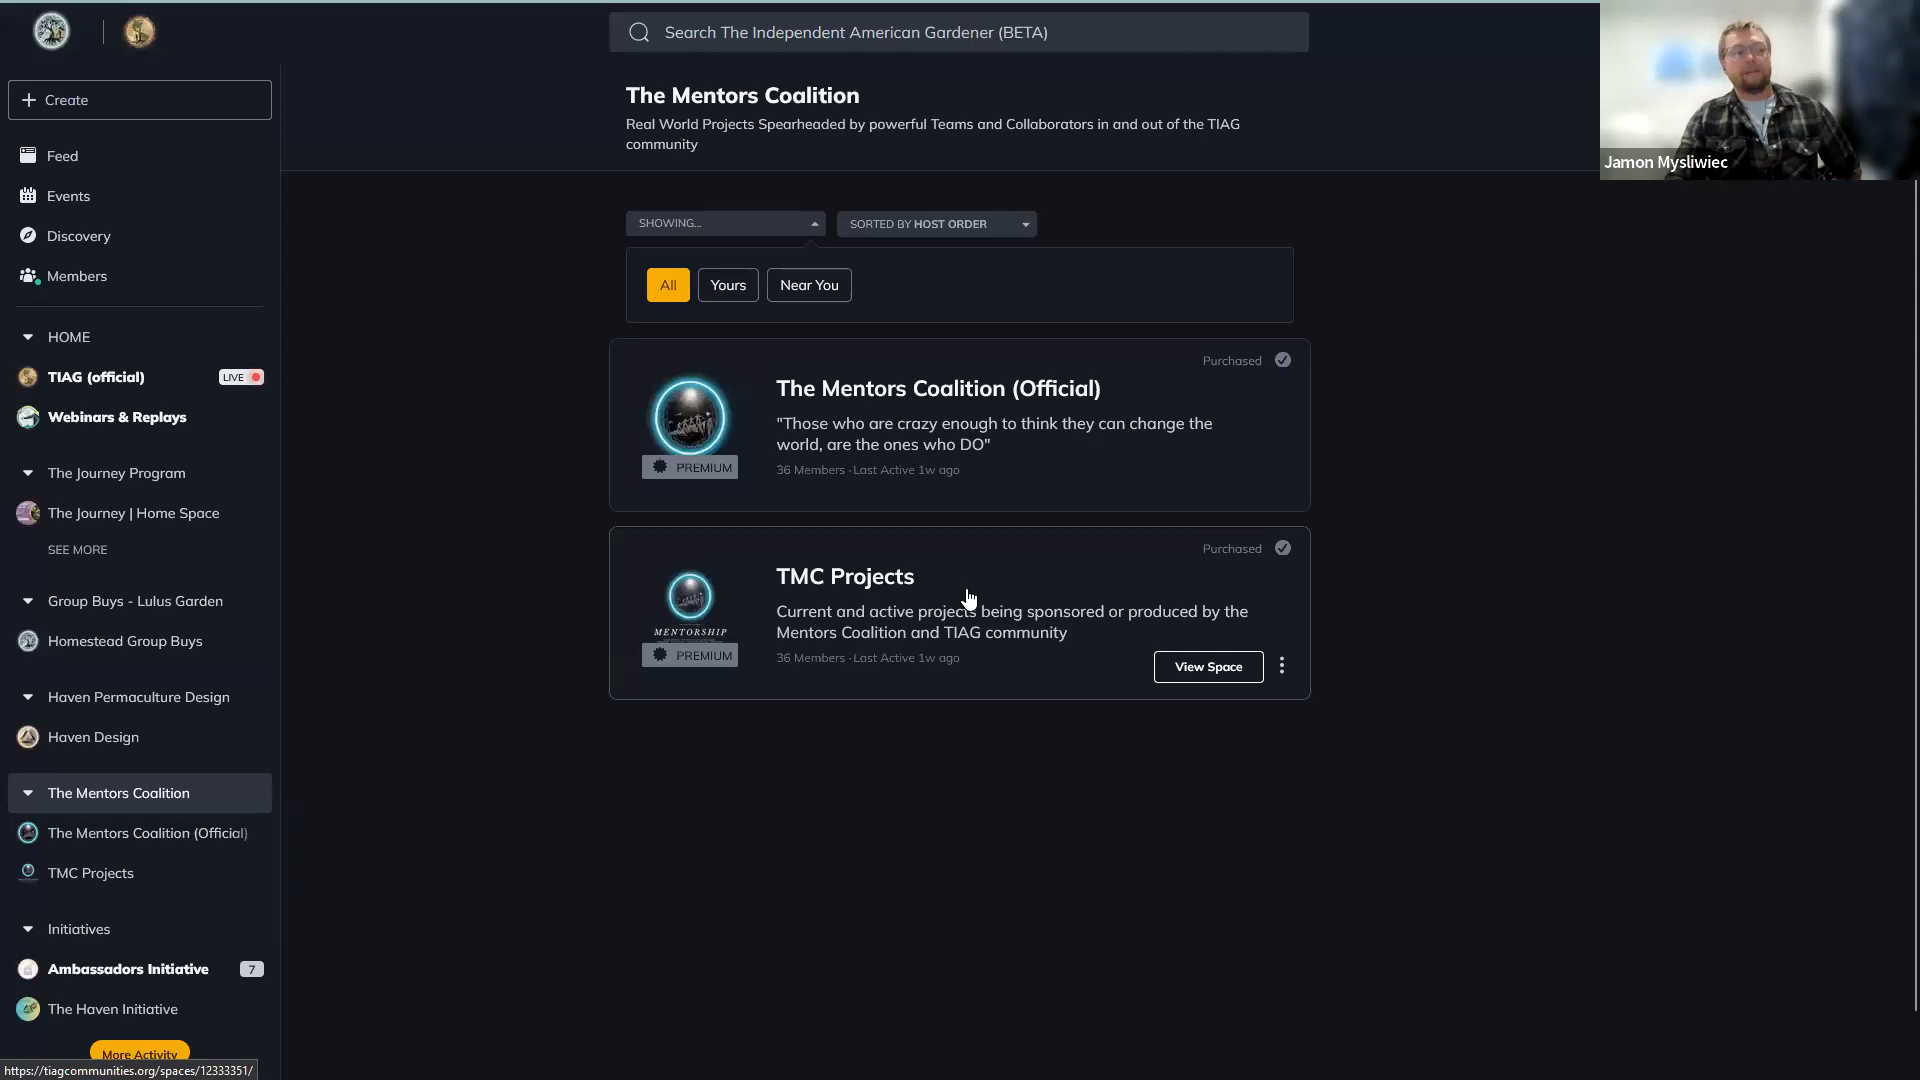 Search The Independent American Gardener (BETA)
Jamon Mysliwiec
Create
Feed
Events
Discovery
Members
HOME
TIAG (official)
LIVE
Webinars & Replays
The Journey Program
The Journey | Home Space
SEE MORE
Group Buys - Lulus Garden
Homestead Group Buys
Haven Permaculture Design
Haven Design
The Mentors Coalition
The Mentors Coalition (Official)
TMC Projects
Initiatives
Ambassadors Initiative
7
The Haven Initiative
More Activity
https://tiagcommunities.org/spaces/12333351/
The Mentors Coalition
Real World Projects Spearheaded by powerful Teams and Collaborators in and out of the TIAG
community
SHOWING...
SORTED BY HOST ORDER
All
Yours
Near You
Purchased
The Mentors Coalition (Official)
"Those who are crazy enough to think they can change the
world, are the ones who DO"
36 Members · Last Active 1w ago
PREMIUM
Purchased
TMC Projects
Current and active projects being sponsored or produced by the
Mentors Coalition and TIAG community
36 Members · Last Active 1w ago
MENTORSHIP
PREMIUM
View Space